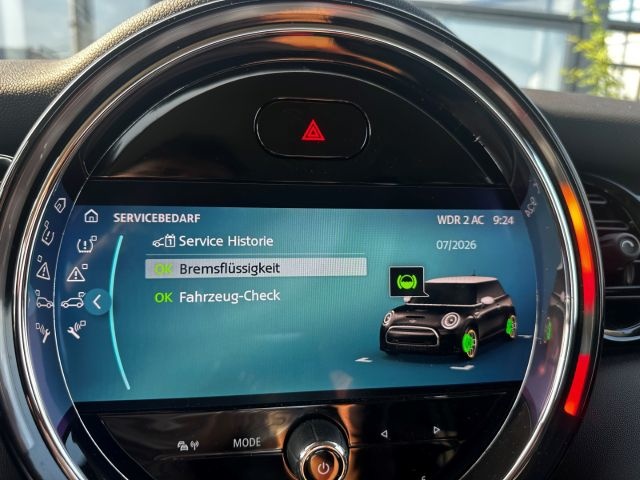 SERVICEBEDARF
WDR 2 AC 9:24
Service Historie
07/2026
OK Bremsflüssigkeit
OK Fahrzeug-Check
MODE